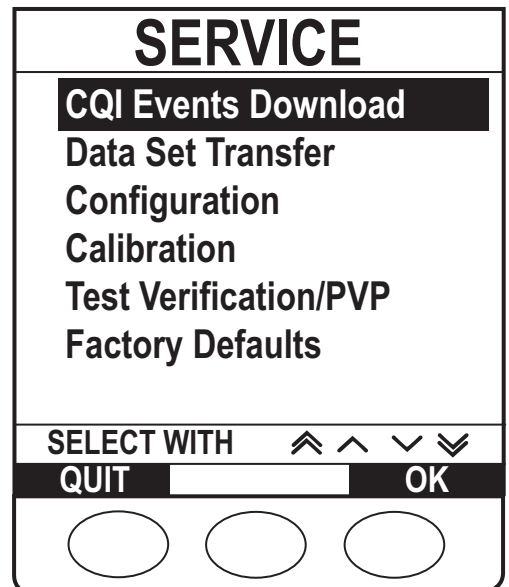 SERVICE
CQI Events Download
Data Set Transfer
Configuration
Calibration
Test Verification/PVP
Factory Defaults
SELECT WITH
QUIT OK